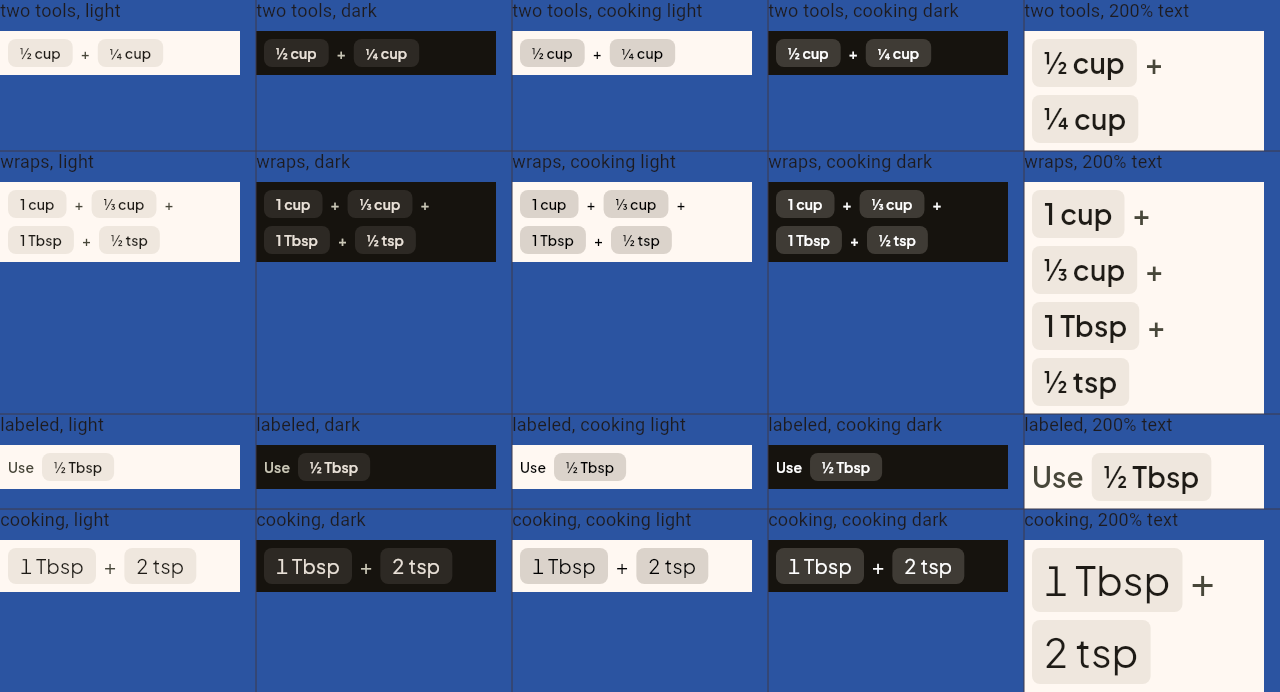 two tools, light
½ cup + ¼ cup
two tools, dark
½ cup + ¼ cup
two tools, cooking light
½ cup + ¼ cup
two tools, cooking dark
½ cup + ¼ cup
two tools, 200% text
½ cup +
¼ cup
wraps, light
1 cup + ⅓ cup +
1 Tbsp + ½ tsp
wraps, dark
1 cup + ⅓ cup +
1 Tbsp + ½ tsp
wraps, cooking light
1 cup + ⅓ cup +
1 Tbsp + ½ tsp
wraps, cooking dark
1 cup + ⅓ cup +
1 Tbsp + ½ tsp
wraps, 200% text
1 cup +
⅓ cup +
1 Tbsp +
½ tsp
labeled, light
Use ½ Tbsp
labeled, dark
Use ½ Tbsp
labeled, cooking light
Use ½ Tbsp
labeled, cooking dark
Use ½ Tbsp
labeled, 200% text
Use ½ Tbsp
cooking, light
1 Tbsp + 2 tsp
cooking, dark
1 Tbsp + 2 tsp
cooking, cooking light
1 Tbsp + 2 tsp
cooking, cooking dark
1 Tbsp + 2 tsp
cooking, 200% text
1 Tbsp +
2 tsp